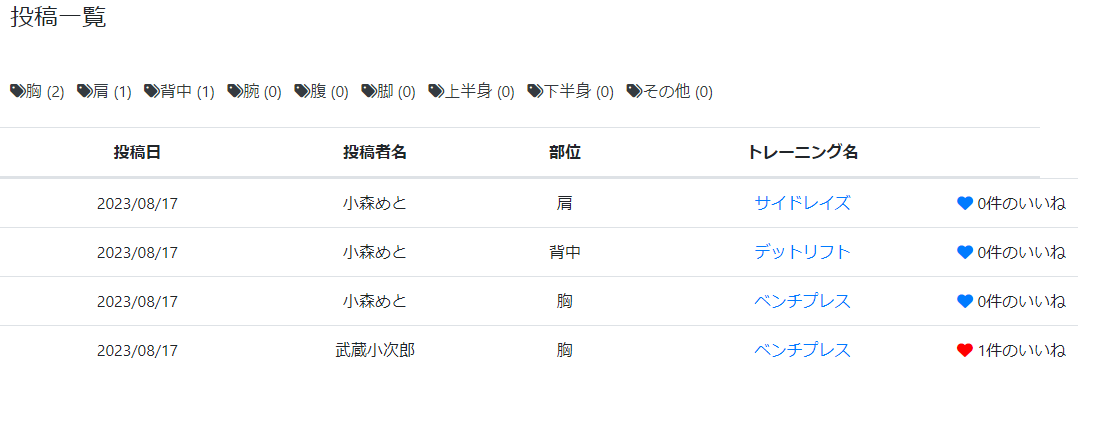 投稿一覧
胸 (2) 肩 (1) 背中 (1) 腕 (0) 腹 (0) 脚 (0) 上半身 (0) 下半身 (0) その他 (0)
投稿日 投稿者名 部位 トレーニング名
2023/08/17 小森めと 肩 サイドレイズ 0件のいいね
2023/08/17 小森めと 背中 デットリフト 0件のいいね
2023/08/17 小森めと 胸 ベンチプレス 0件のいいね
2023/08/17 武蔵小次郎 胸 ベンチプレス 1件のいいね